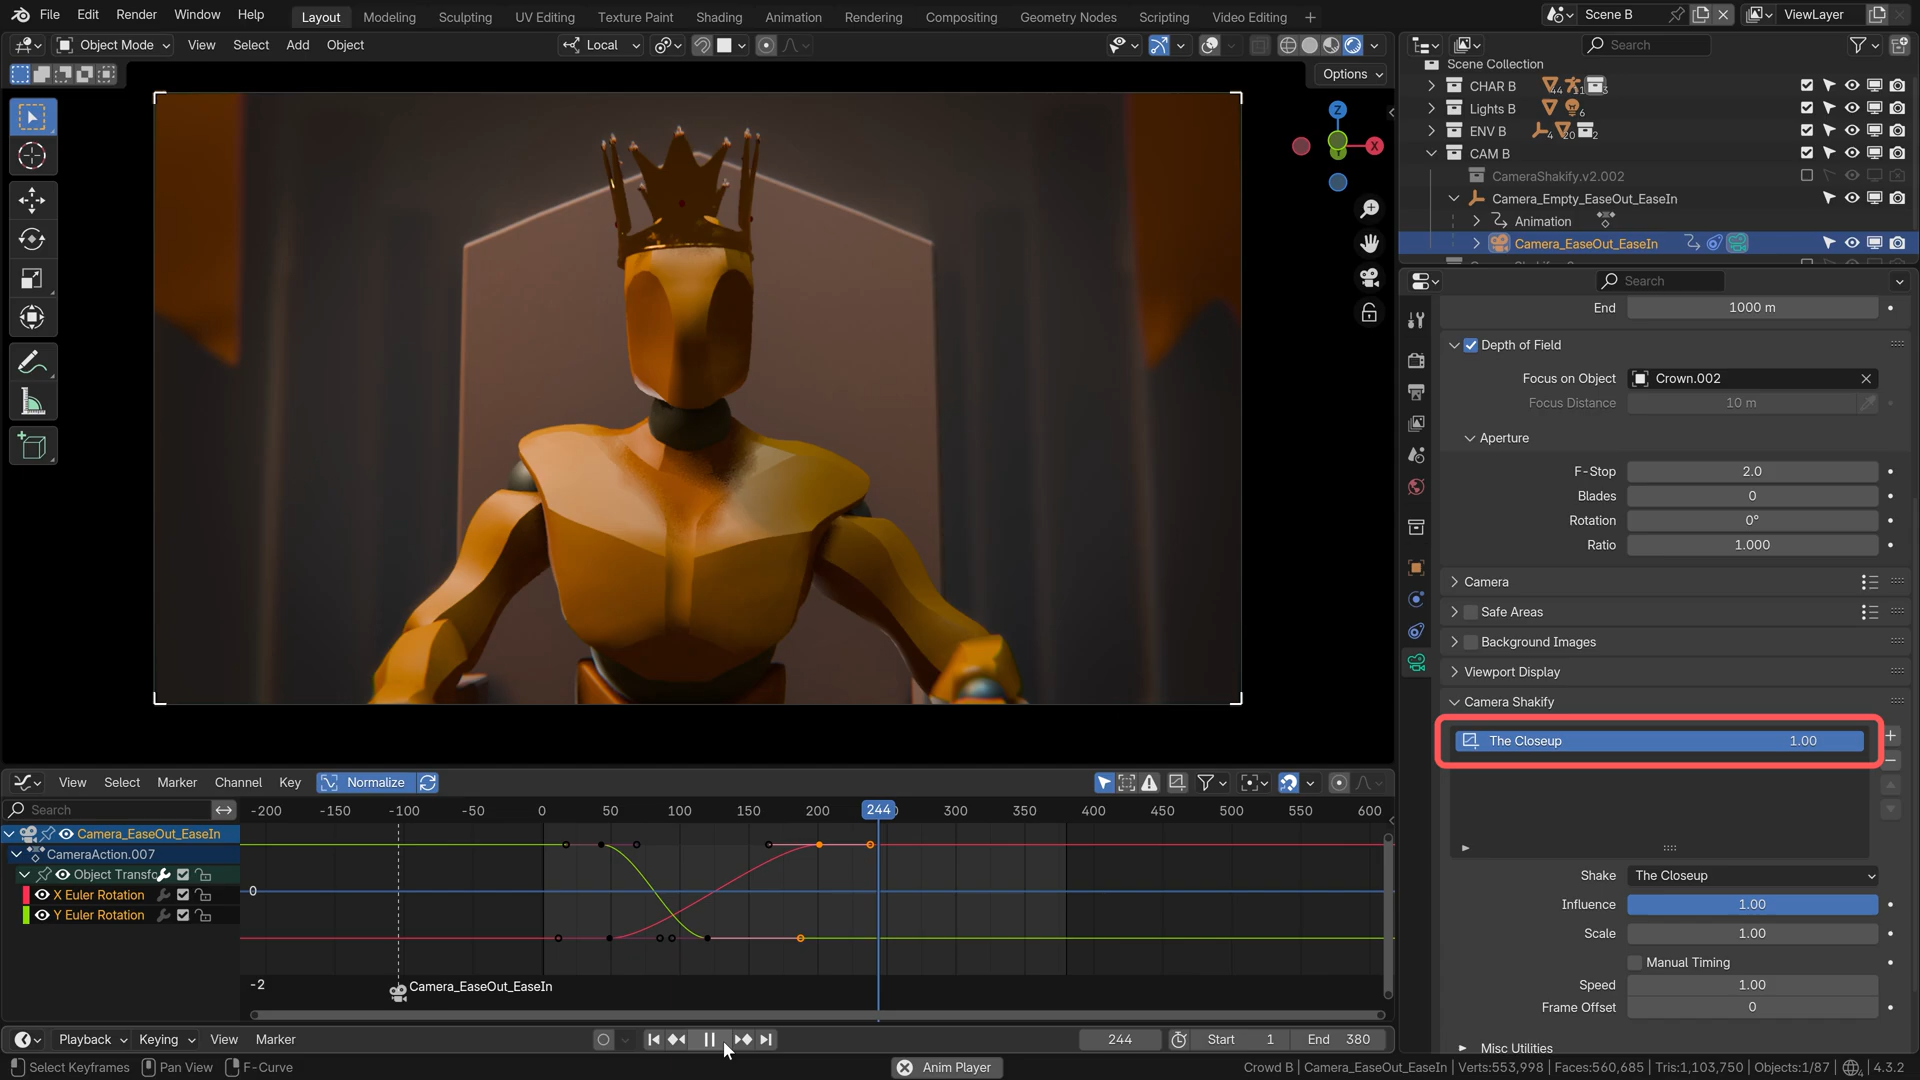 File Edit Render Window Help Layout Modeling Sculpting UV Editing Texture Paint Shading Animation Rendering Compositing Geometry Nodes Scripting Video Editing + Scene B ViewLayer
Object Mode View Select Add Object Local Search
Options
Scene Collection
CHAR B 44 11 3
Lights B 6
ENV B 4 20 2
CAM B
CameraShakify.v2.002
Camera_Empty_EaseOut_EaseIn
Animation
Camera_EaseOut_EaseIn
Z
X
Search
End 1000 m
Depth of Field
Focus on Object Crown.002
Focus Distance 10 m
Aperture
F-Stop 2.0
Blades 0
Rotation 0°
Ratio 1.000
Camera
Safe Areas
Background Images
Viewport Display
Camera Shakify
The Closeup 1.00
Shake The Closeup
Influence 1.00
Scale 1.00
Manual Timing
Speed 1.00
Frame Offset 0
Misc Utilities
View Select Marker Channel Key Normalize
Search -200 -150 -100 -50 0 50 100 150 200 244 300 350 400 450 500 550 600
Camera_EaseOut_EaseIn
CameraAction.007
Object Transfo
X Euler Rotation
Y Euler Rotation
0
-2
Camera_EaseOut_EaseIn
Playback Keying View Marker 244 Start 1 End 380
Select Keyframes Pan View F-Curve Anim Player Crowd B | Camera_EaseOut_EaseIn | Verts:553,998 | Faces:560,685 | Tris:1,103,750 | Objects:1/87 4.3.2